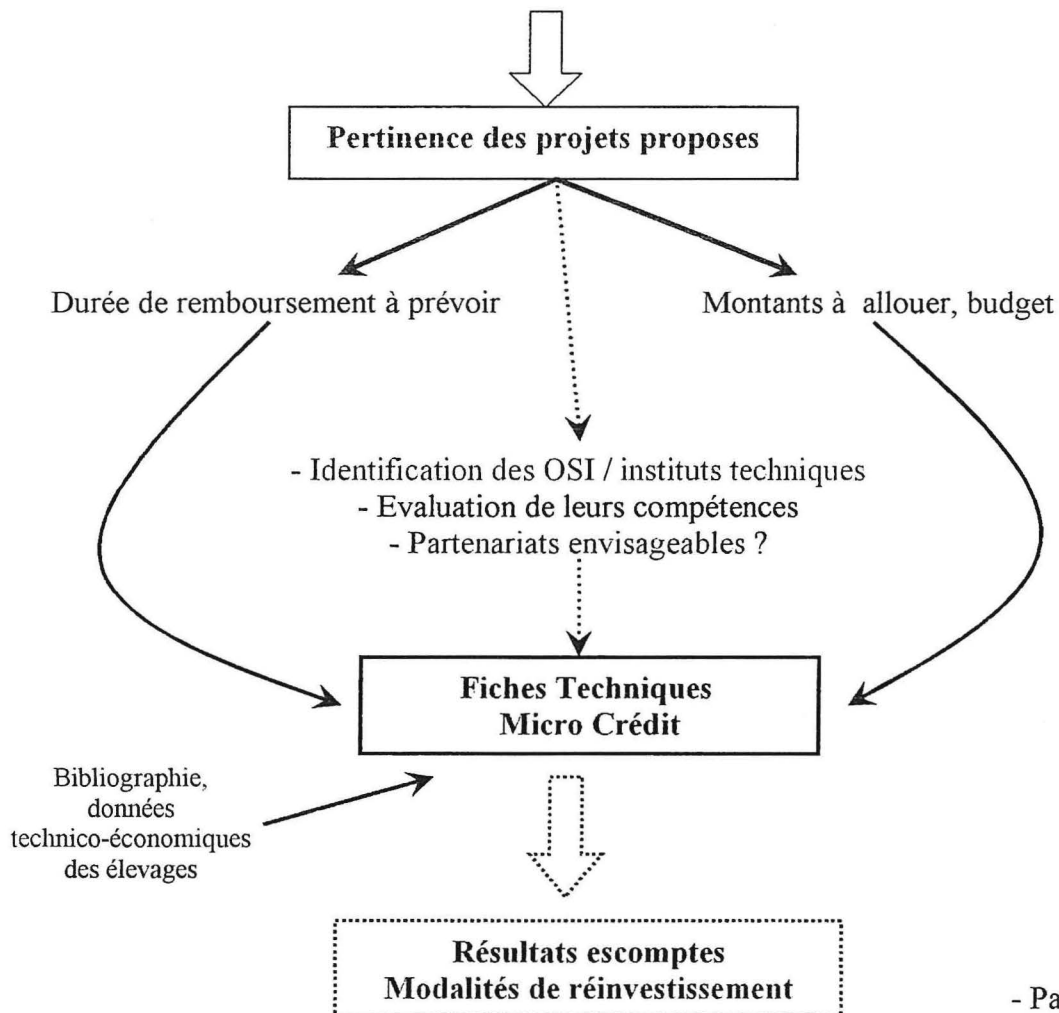 Pertinence des projets proposes
Durée de remboursement à prévoir
Montants à allouer, budget
- Identification des OSI / instituts techniques
- Evaluation de leurs compétences
- Partenariats envisageables ?
Fiches Techniques
Micro Crédit
Bibliographie,
données
technico-économiques
des élevages
Résultats escomptes
Modalités de réinvestissement
- Pa